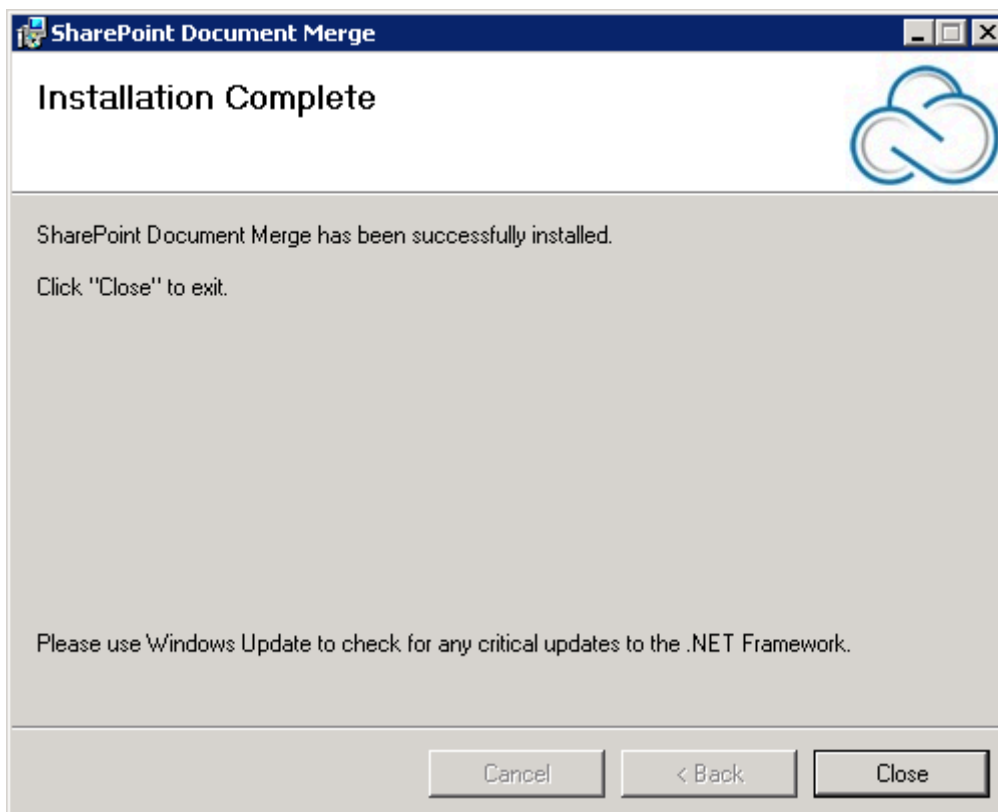 SharePoint Document Merge
Installation Complete
SharePoint Document Merge has been successfully installed.
Click "Close" to exit.
Please use Windows Update to check for any critical updates to the .NET Framework.
Cancel
< Back
Close